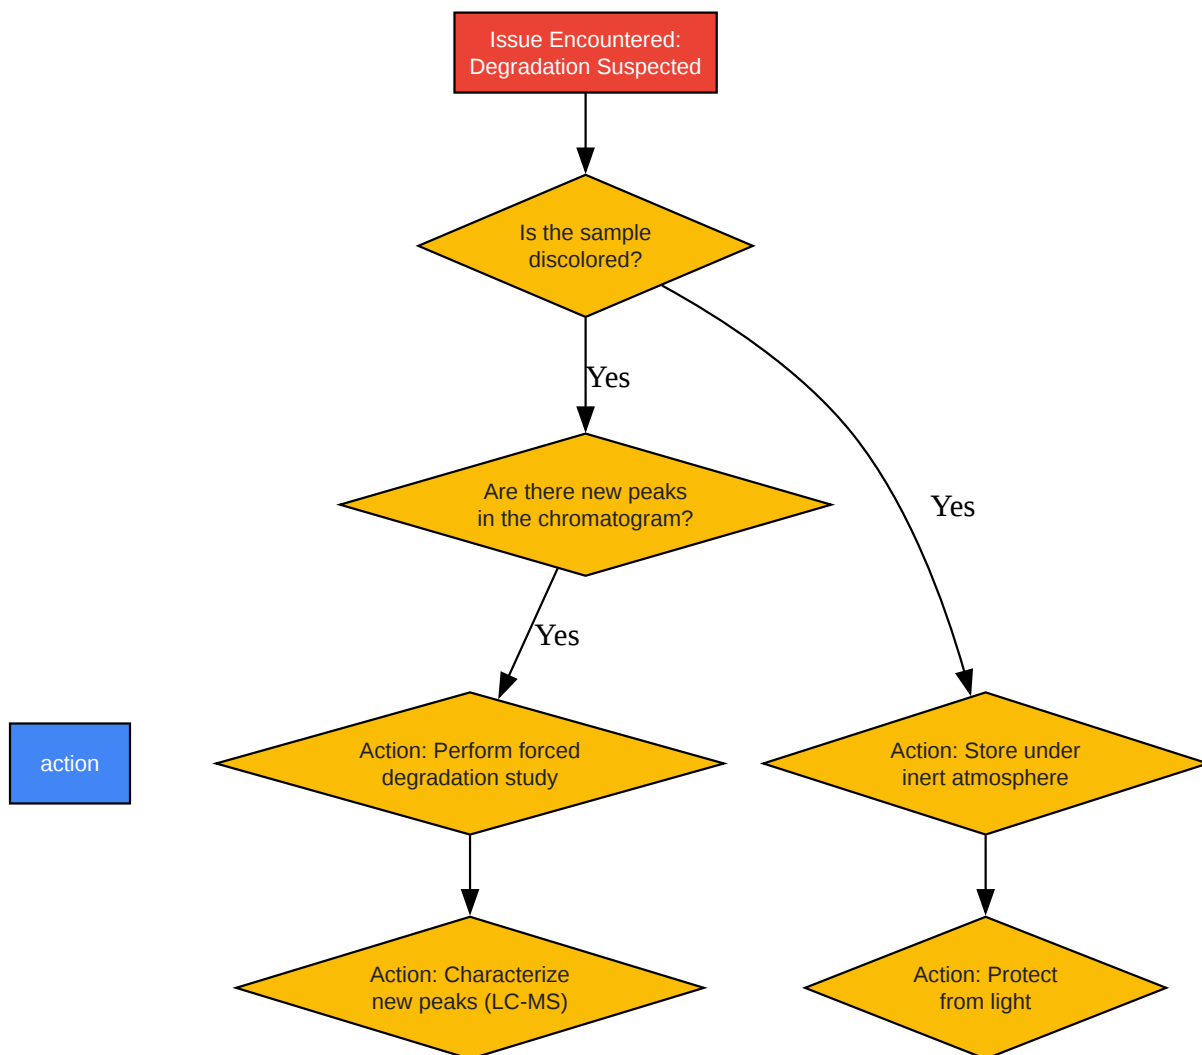 Issue Encountered:
Degradation Suspected
Is the sample
discolored?
Yes
Are there new peaks
in the chromatogram?
Yes
Yes
action
Action: Perform forced
degradation study
Action: Store under
inert atmosphere
Action: Characterize
new peaks (LC-MS)
Action: Protect
from light